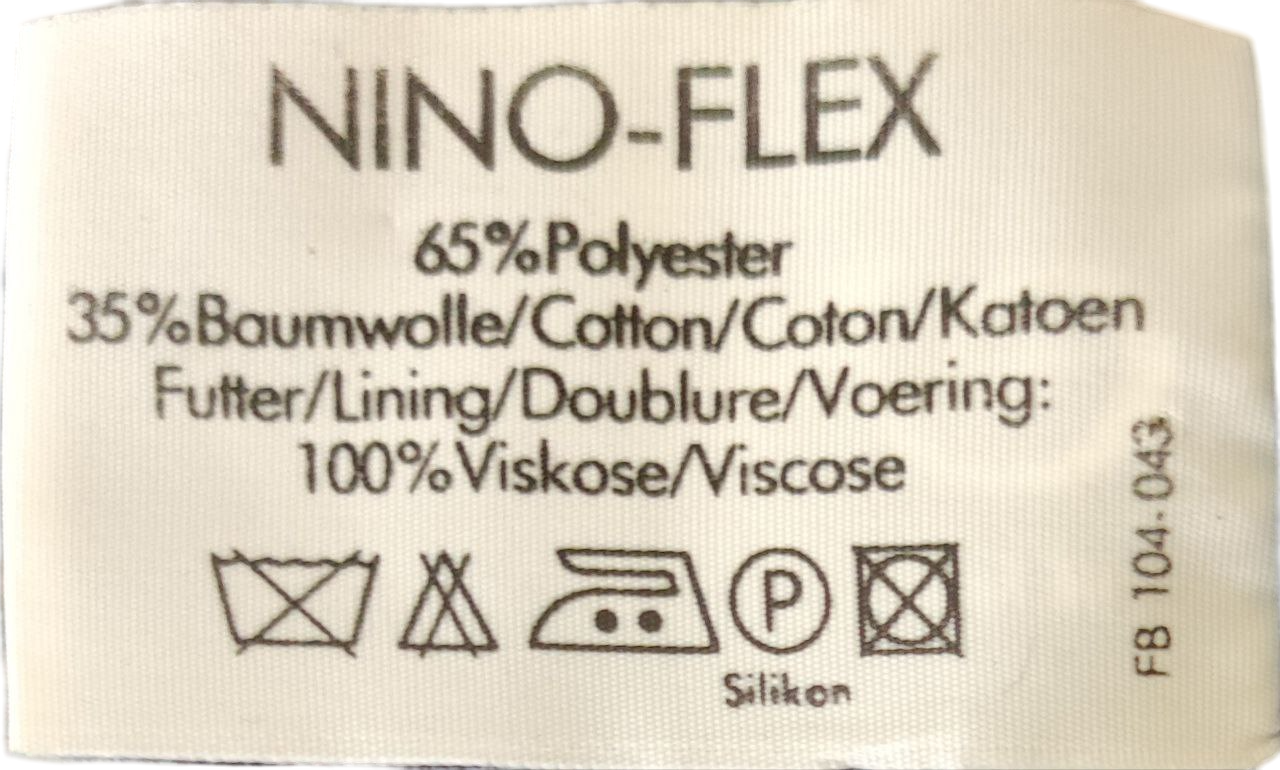 NINO-FLEX
65%Polyester
35%Baumwolle/Cotton/Coton/Katoen
Futter/Lining/Doublure/Voering:
100%Viskose/Viscose
P
Silikon
FB 104-043